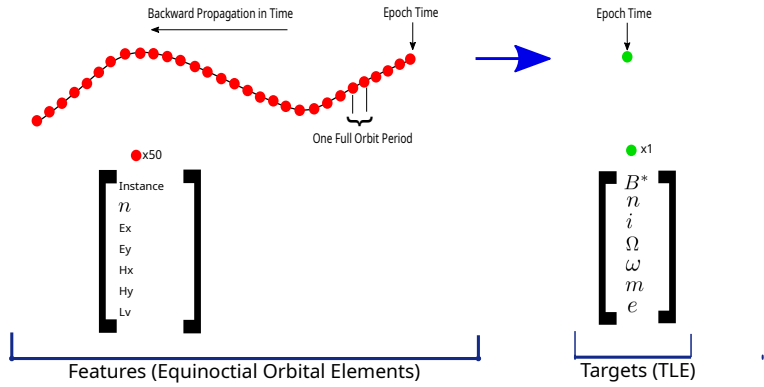 Backward Propagation in Time
Epoch Time
Epoch Time
One Full Orbit Period
x50
x1
Instance
n
Ex
Ey
Hx
Hy
Lv
B*
n
i
Ω
ω
m
e
Features (Equinoctial Orbital Elements)
Targets (TLE)